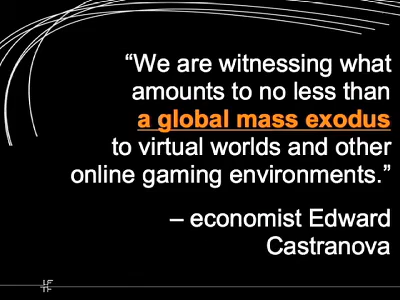 “We are witnessing what
amounts to no less than
a global mass exodus
to virtual worlds and other
online gaming environments.”
– economist Edward
Castranova